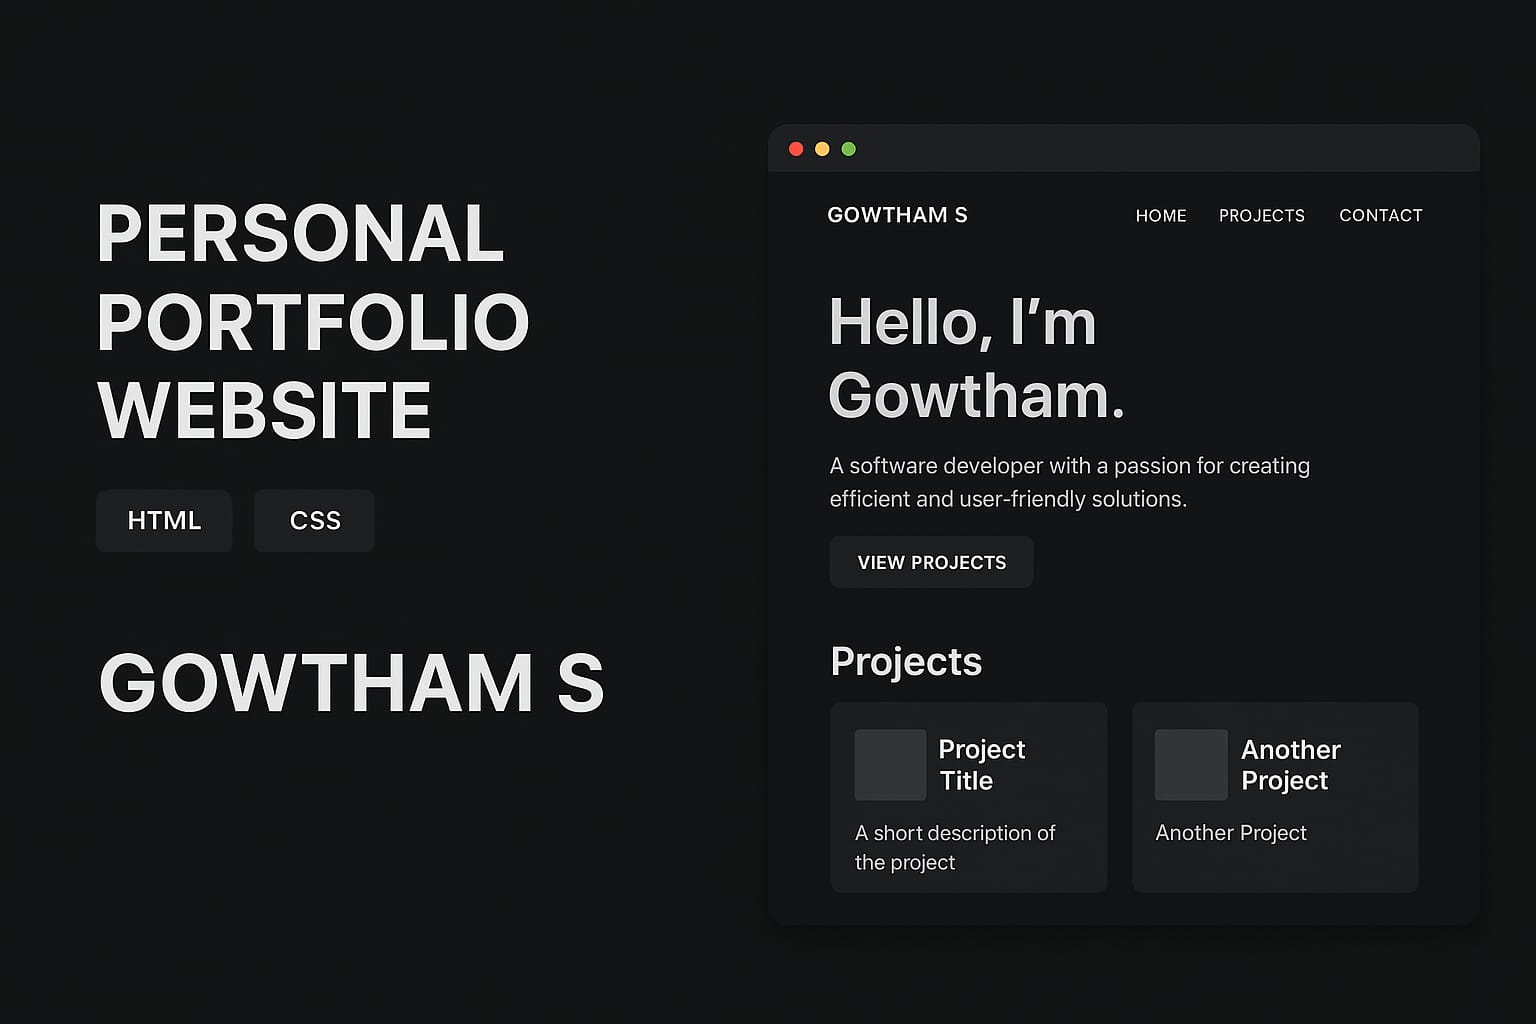 PERSONAL
PORTFOLIO
WEBSITE
HTML CSS
GOWTHAM S
GOWTHAM S HOME PROJECTS CONTACT
Hello, I’m
Gowtham.
A software developer with a passion for creating
efficient and user-friendly solutions.
VIEW PROJECTS
Projects
Project
Title
A short description of
the project
Another
Project
Another Project